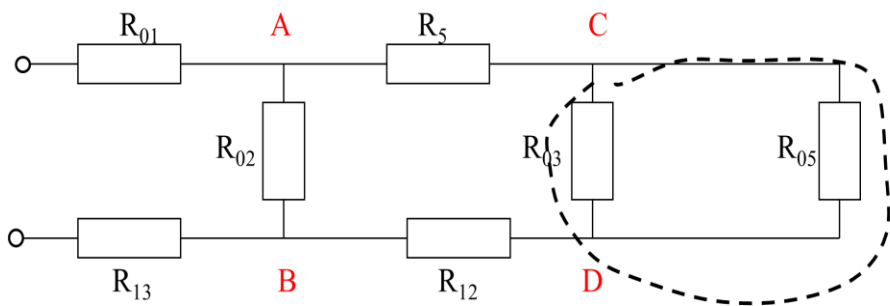 R₀₁ A R₅ C
R₀₂ R₀₃ R₀₅
R₁₃ B R₁₂ D